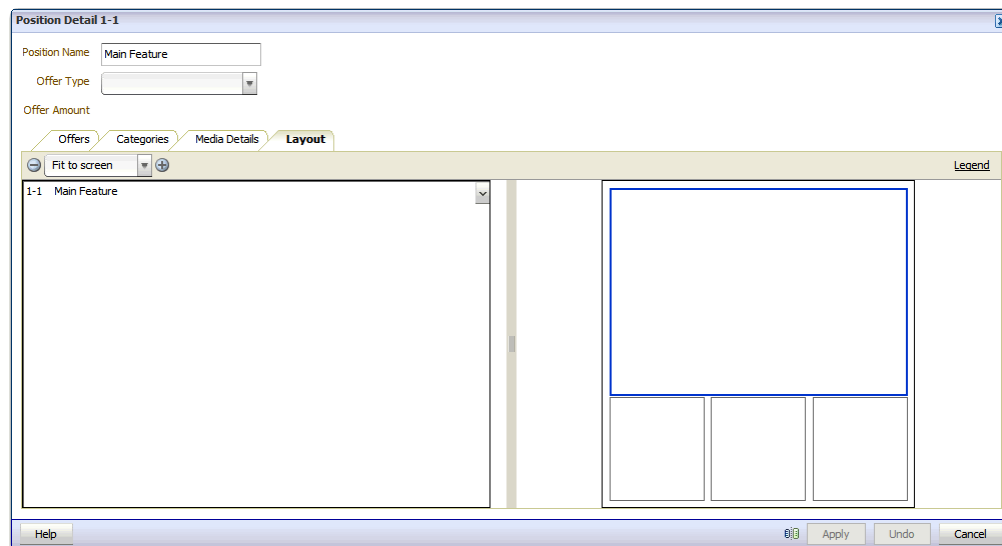 Position Detail 1-1
Position Name Main Feature
Offer Type
Offer Amount
Offers Categories Media Details Layout
Fit to screen Legend
1-1 Main Feature
Help Apply Undo Cancel